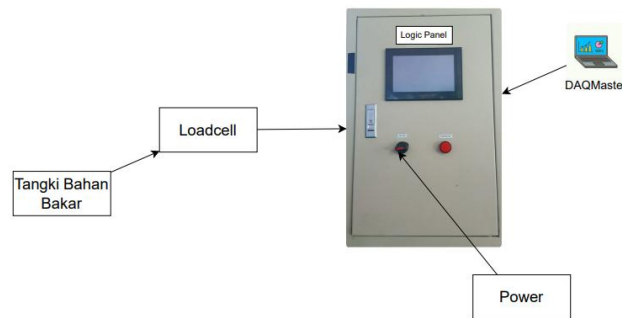 Logic Panel
DAQMaste
Loadcell
Tangki Bahan
Bakar
Power